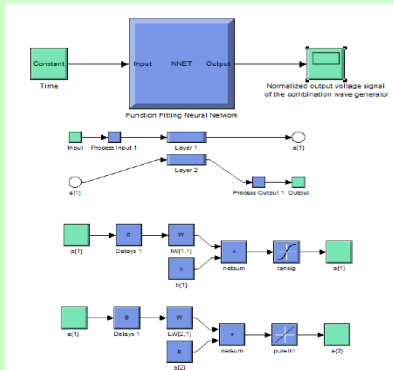 Constant
Input NNET Output
Time
Normalized output voltage signal
of the combination wave generator
Function Fitting Neural Network
Input Process Input 1 Layer 1 a{1}
a{1} Layer 2 Process Output 1 Output
W
p{1} Delays 1 IW{1,1} netsum tansig a{1}
b
b{1}
W
a{1} Delays 1 LW{2,1} netsum purelin a{2}
b